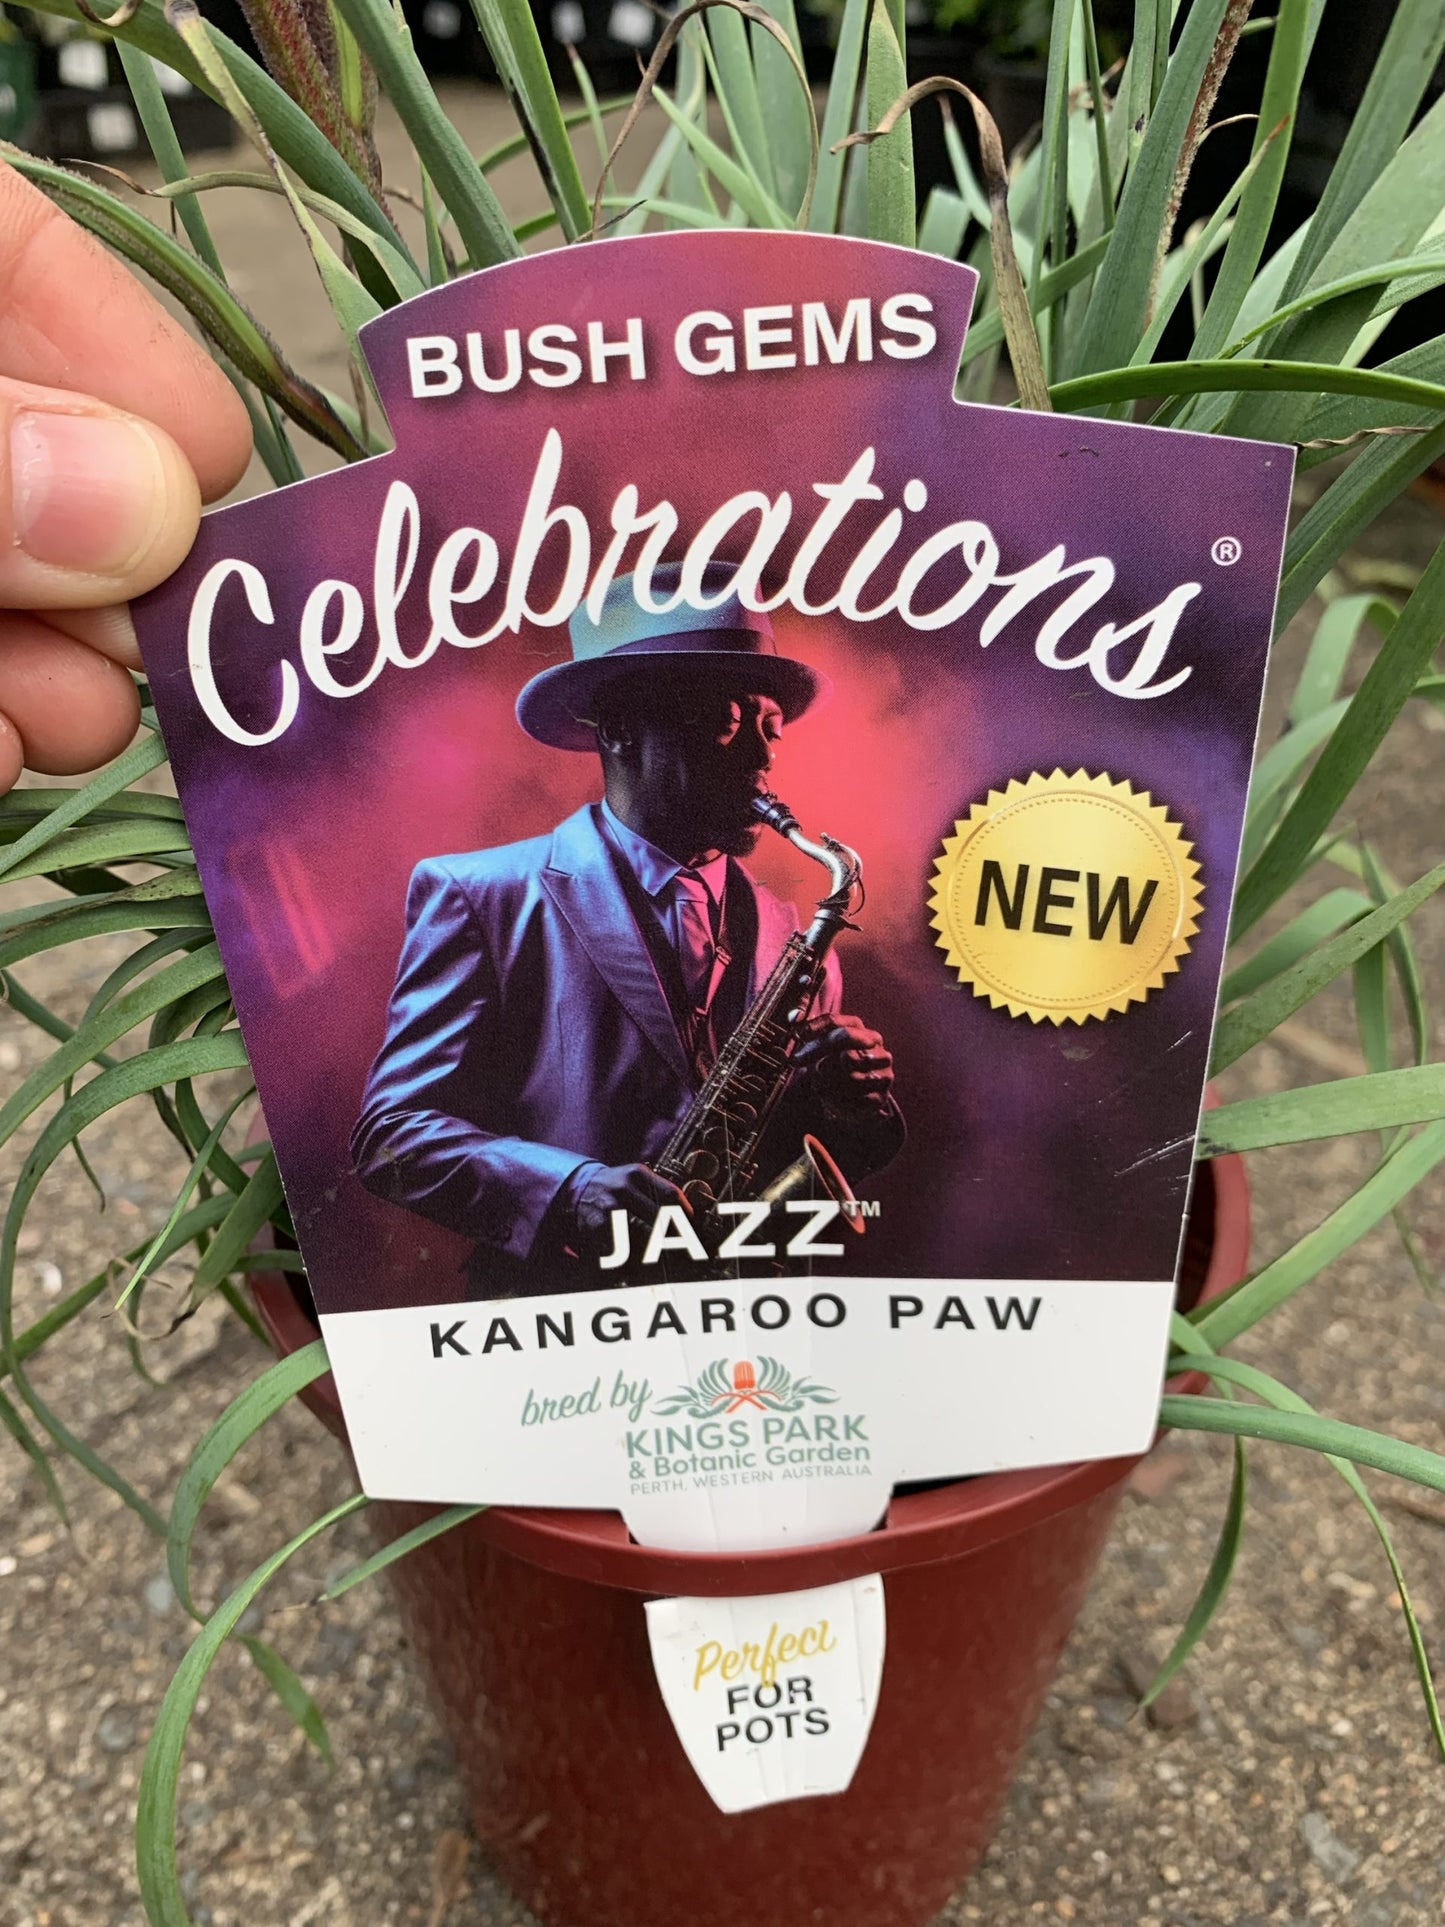 BUSH GEMS
Celebrations®
NEW
JAZZ™
KANGAROO PAW
bred by
KINGS PARK
& Botanic Garden
PERTH, WESTERN AUSTRALIA
Perfect
FOR
POTS